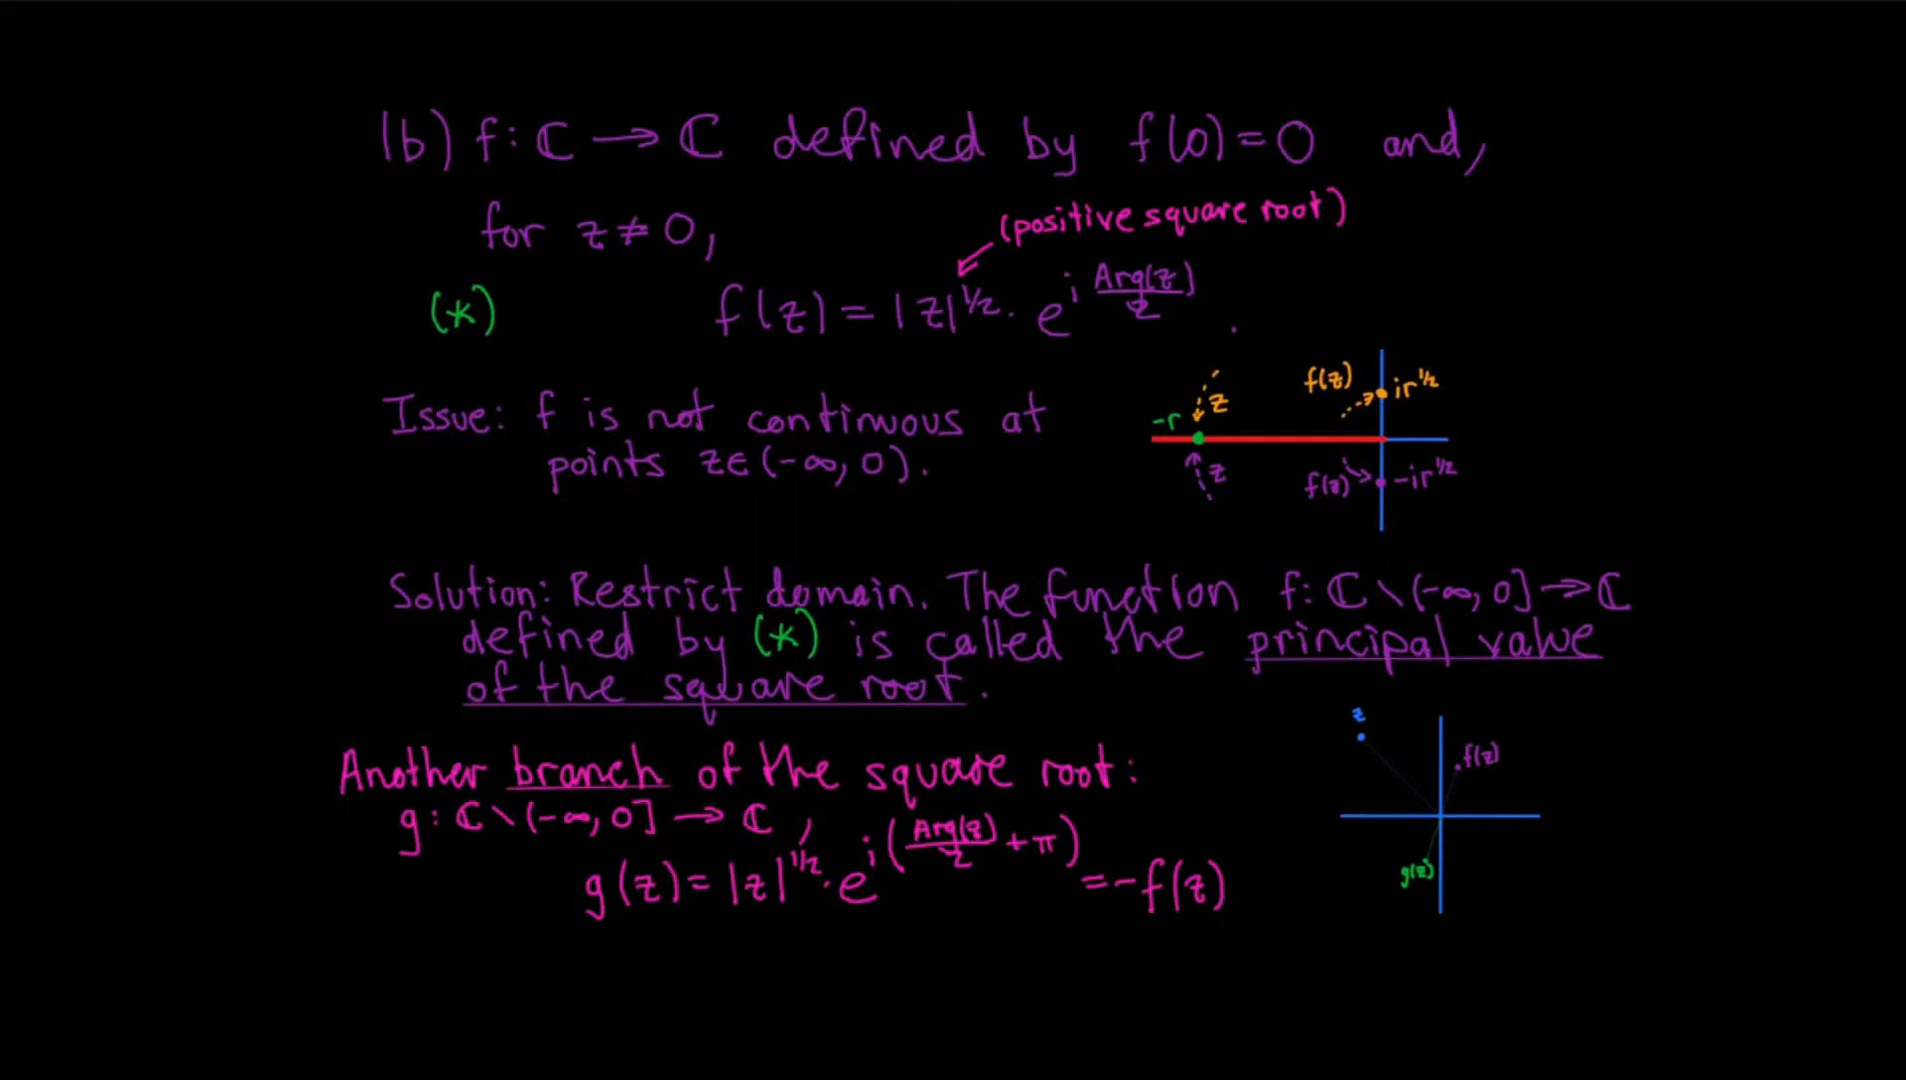 (b) f: ℂ → ℂ defined by f(0) = 0 and,
for z ≠ 0,
(positive square root)
(*) f(z) = |z|^{1/2} · e^{i Arg(z)/2} .
Issue: f is not continuous at
points z ∈ (-∞, 0).
f(z) ir^{1/2}
z
-r
z
f(z) -ir^{1/2}
Solution: Restrict domain. The function f: ℂ \ (-∞, 0] → ℂ
defined by (*) is called the principal value
of the square root.
z
f(z)
Another branch of the square root:
g: ℂ \ (-∞, 0] → ℂ,
g(z) = |z|^{1/2} · e^{i(Arg(z)/2 + π)} = -f(z)
g(z)